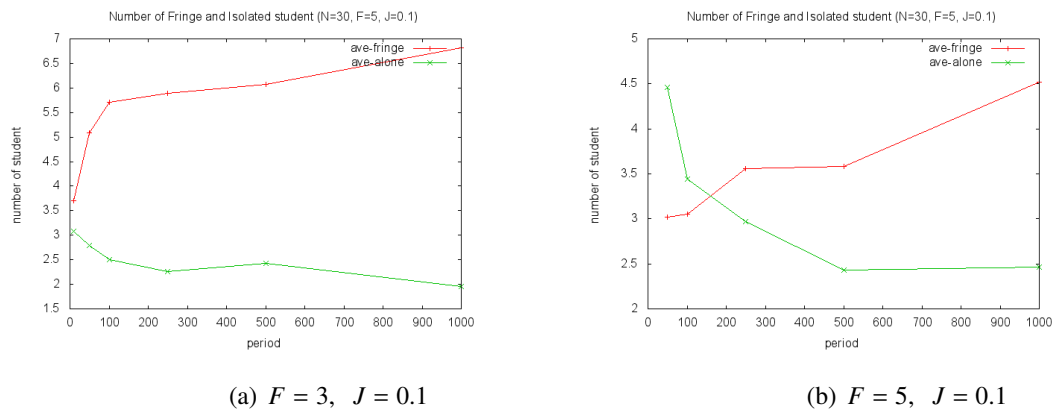 Number of Fringe and Isolated student (N=30, F=5, J=0.1)
ave-fringe
ave-alone
7
6.5
6
5.5
5
4.5
4
3.5
3
2.5
2
1.5
number of student
0 100 200 300 400 500 600 700 800 900 1000
period
(a) F = 3, J = 0.1
Number of Fringe and Isolated student (N=30, F=5, J=0.1)
ave-fringe
ave-alone
5
4.5
4
3.5
3
2.5
2
number of student
0 100 200 300 400 500 600 700 800 900 1000
period
(b) F = 5, J = 0.1